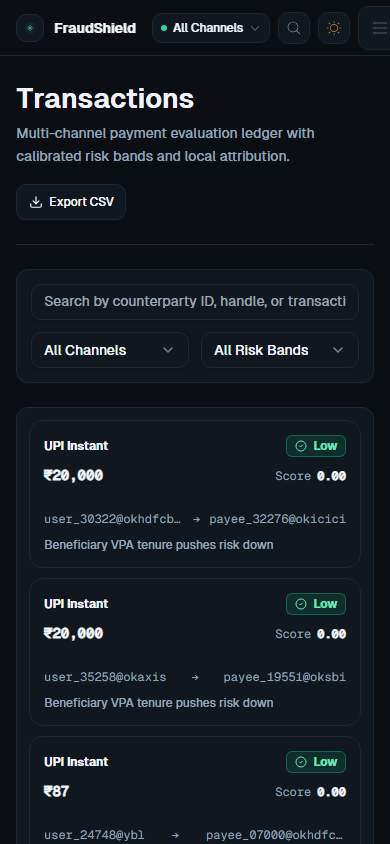 FraudShield
All Channels
Transactions
Multi-channel payment evaluation ledger with
calibrated risk bands and local attribution.
Export CSV
Search by counterparty ID, handle, or transacti
All Channels
All Risk Bands
UPI Instant
Low
₹20,000
Score 0.00
user_30322@okhdfcb… → payee_32276@okicici
Beneficiary VPA tenure pushes risk down
UPI Instant
Low
₹20,000
Score 0.00
user_35258@okaxis → payee_19551@oksbi
Beneficiary VPA tenure pushes risk down
UPI Instant
Low
₹87
Score 0.00
user_24748@ybl → payee_07000@okhdfc…